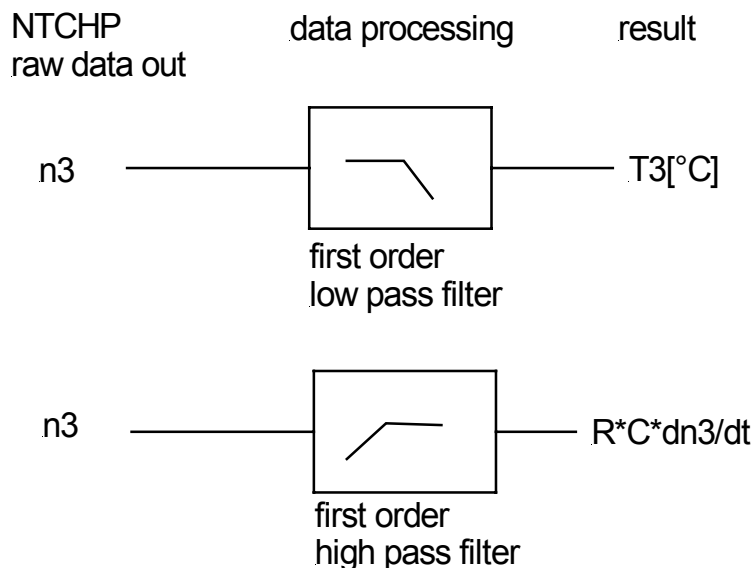 NTCHP data processing result
raw data out
n3 T3[°C]
first order
low pass filter
n3 R*C*dn3/dt
first order
high pass filter